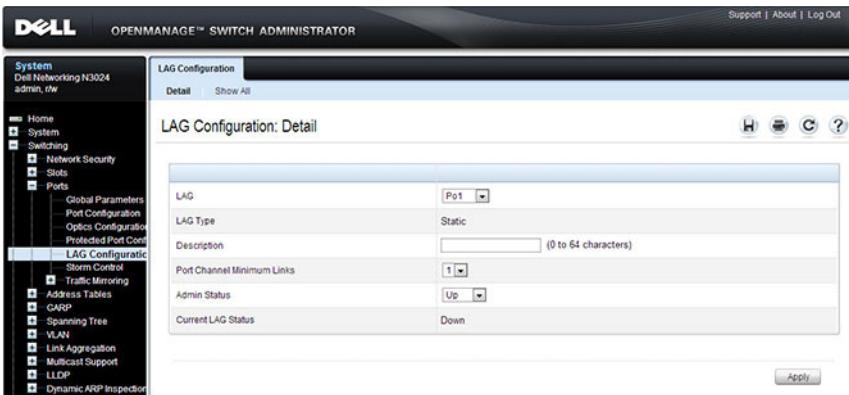 Support | About | Log Out
DELL OPENMANAGE™ SWITCH ADMINISTRATOR
System
Dell Networking N3024
admin, r/w
Home
System
Switching
Network Security
Slots
Ports
Global Parameters
Port Configuration
Optics Configuration
Protected Port Conf
LAG Configuratic
Storm Control
Traffic Mirroring
Address Tables
GARP
Spanning Tree
VLAN
Link Aggregation
Multicast Support
LLDP
Dynamic ARP Inspection
LAG Configuration
Detail Show All
LAG Configuration: Detail
LAG Po1
LAG Type Static
Description (0 to 64 characters)
Port Channel Minimum Links 1
Admin Status Up
Current LAG Status Down
Apply